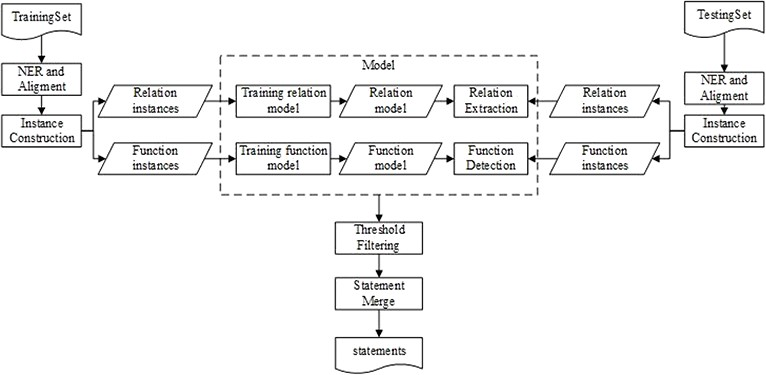 TrainingSet
TestingSet
NER and
Aligment
Instance
Construction
Relation
instances
Function
instances
Model
Training relation
model
Relation
model
Relation
Extraction
Training function
model
Function
model
Function
Detection
Relation
instances
Function
instances
NER and
Aligment
Instance
Construction
Threshold
Filtering
Statement
Merge
statements